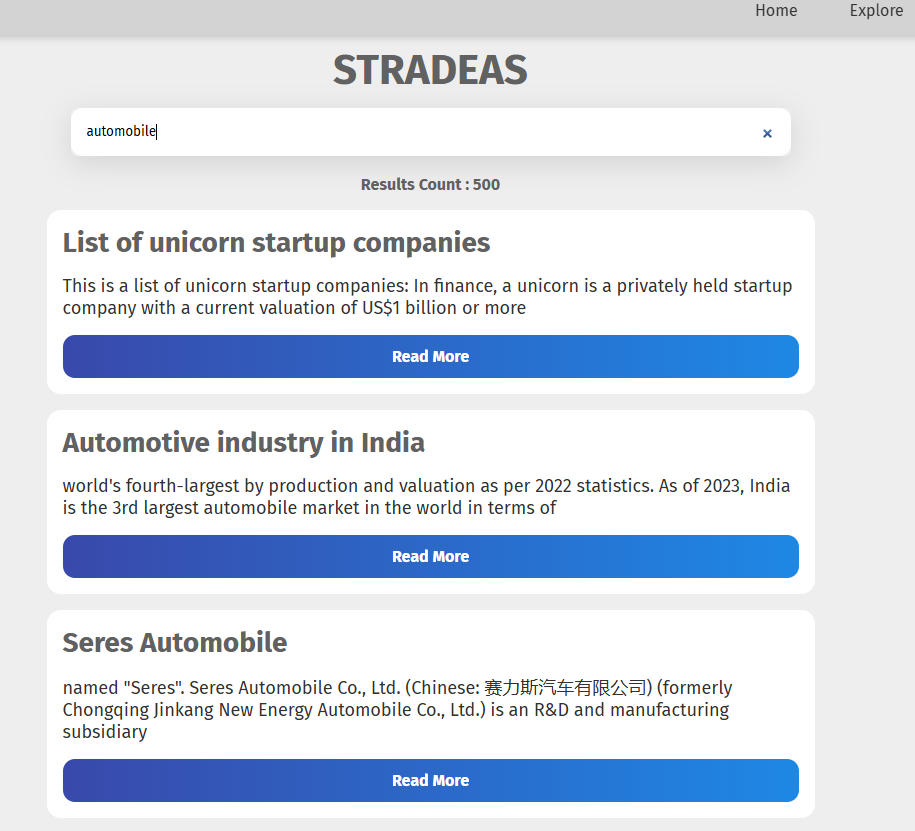 Home Explore
STRADEAS
automobile ×
Results Count : 500
List of unicorn startup companies
This is a list of unicorn startup companies: In finance, a unicorn is a privately held startup
company with a current valuation of US$1 billion or more
Read More
Automotive industry in India
world's fourth-largest by production and valuation as per 2022 statistics. As of 2023, India
is the 3rd largest automobile market in the world in terms of
Read More
Seres Automobile
named "Seres". Seres Automobile Co., Ltd. (Chinese: 赛力斯汽车有限公司) (formerly
Chongqing Jinkang New Energy Automobile Co., Ltd.) is an R&D and manufacturing
subsidiary
Read More